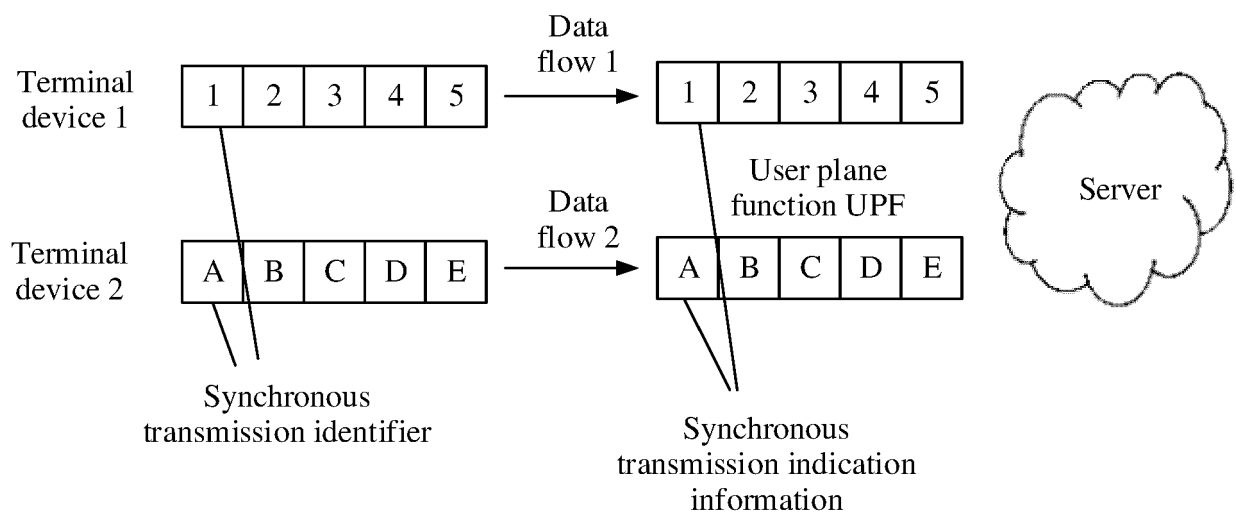 Terminal
device 1
1 2 3 4 5
Data
flow 1
1 2 3 4 5
User plane
function UPF
Server
Terminal
device 2
A B C D E
Data
flow 2
A B C D E
Synchronous
transmission identifier
Synchronous
transmission indication
information